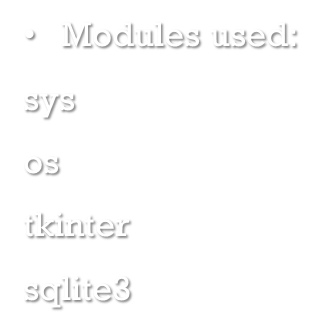 • Modules used:
sys
os
tkinter
sqlite3